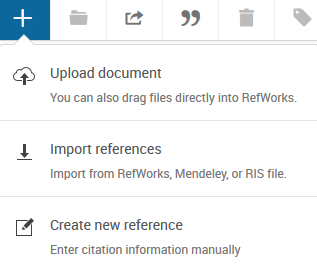 Upload document
You can also drag files directly into RefWorks.
Import references
Import from RefWorks, Mendeley, or RIS file.
Create new reference
Enter citation information manually